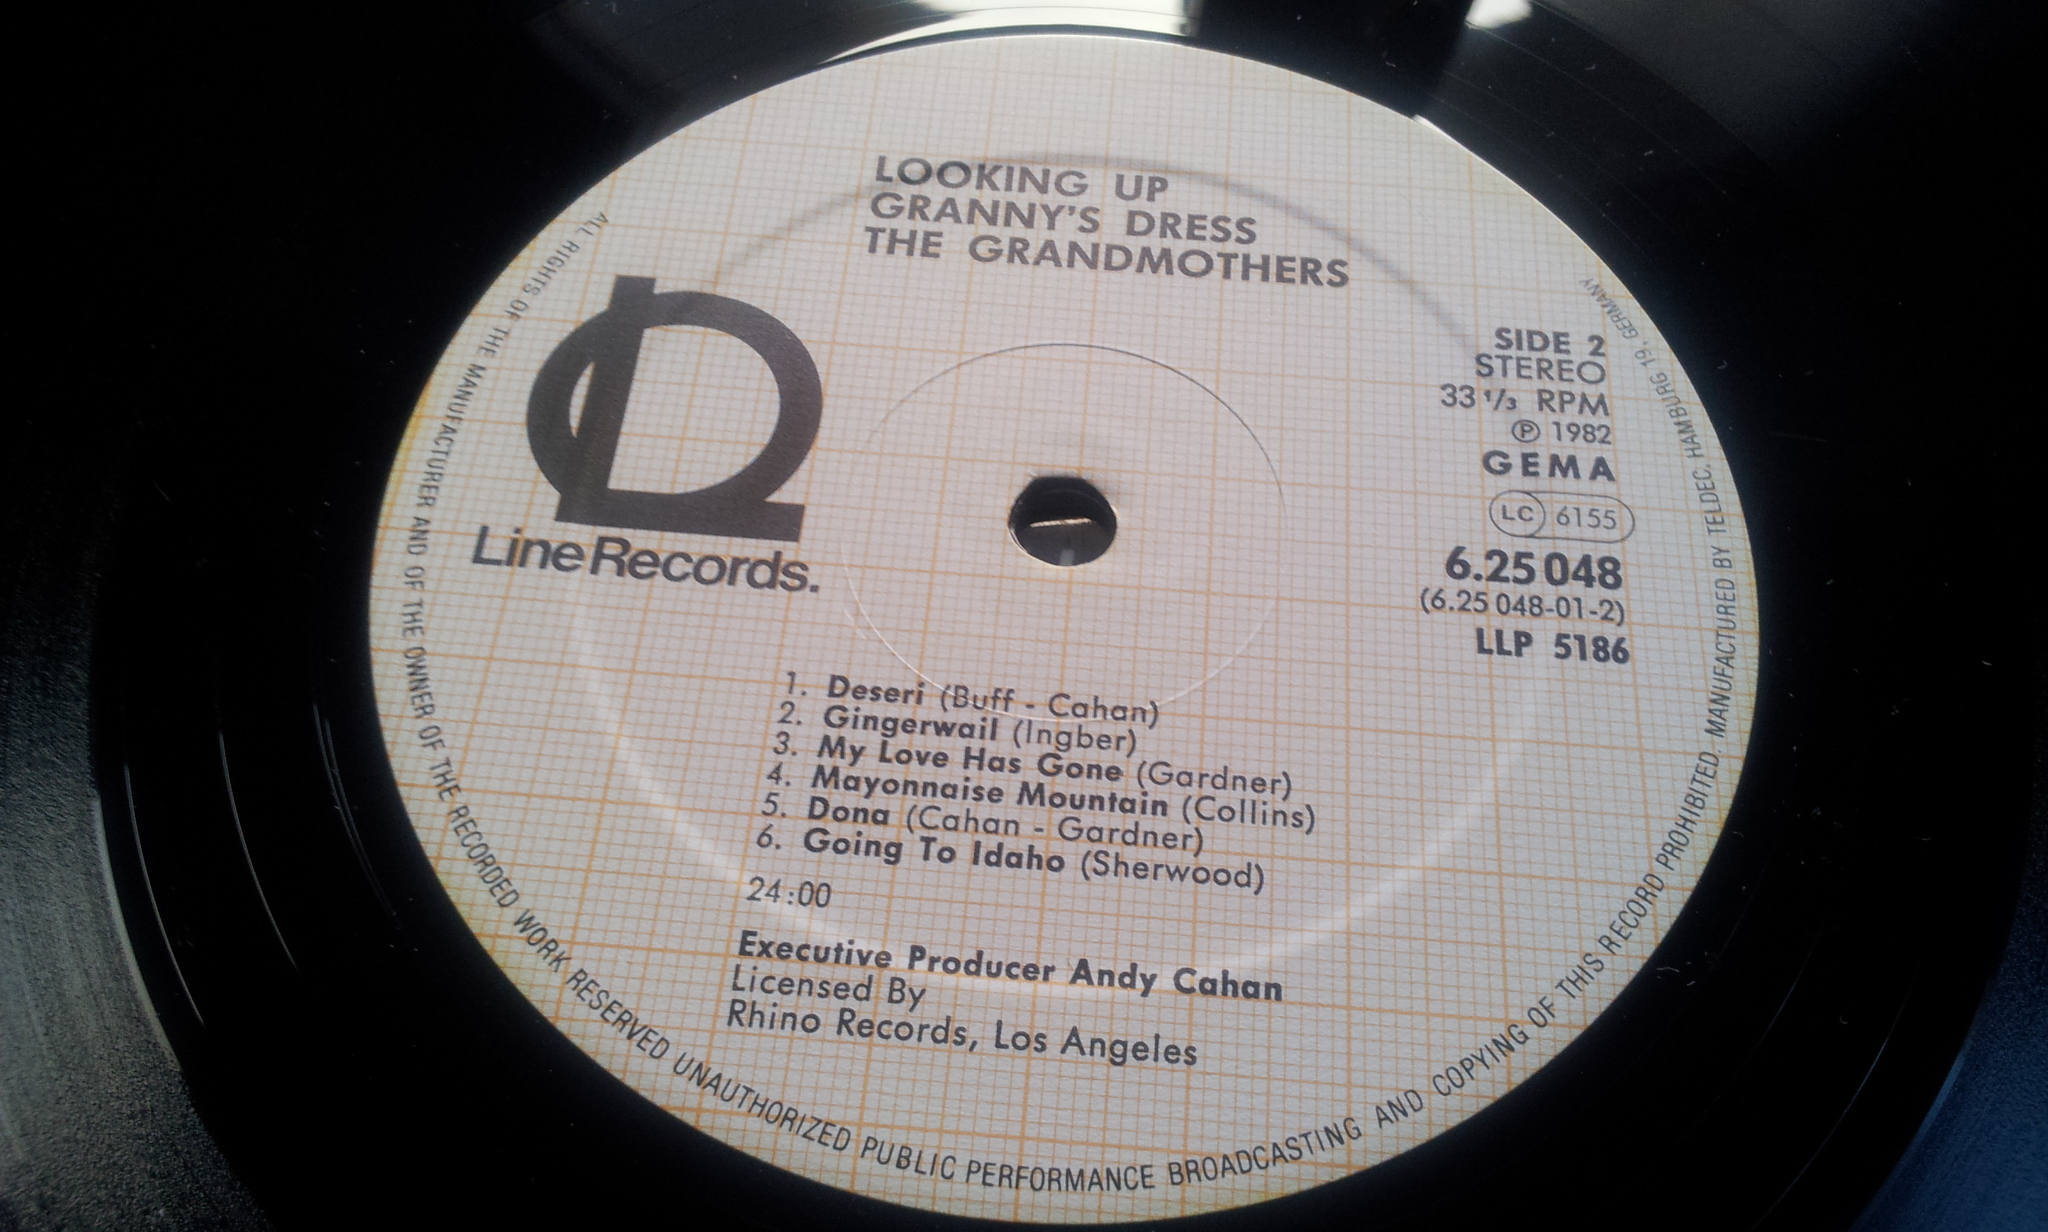 LOOKING UP
GRANNY'S DRESS
THE GRANDMOTHERS
Line Records.
SIDE 2
STEREO
33 1/3 RPM
Ⓟ 1982
GEMA
LC 6155
6.25 048
(6.25 048-01-2)
LLP 5186
1. Deseri (Buff - Cahan)
2. Gingerwail (Ingber)
3. My Love Has Gone (Gardner)
4. Mayonnaise Mountain (Collins)
5. Dona (Cahan - Gardner)
6. Going To Idaho (Sherwood)
24:00
Executive Producer Andy Cahan
Licensed By
Rhino Records, Los Angeles
ALL RIGHTS OF THE MANUFACTURER AND OF THE OWNER OF THE RECORDED WORK RESERVED UNAUTHORIZED PUBLIC PERFORMANCE BROADCASTING AND COPYING OF THIS RECORD PROHIBITED. MANUFACTURED BY TELDEC, HAMBURG 19, GERMANY